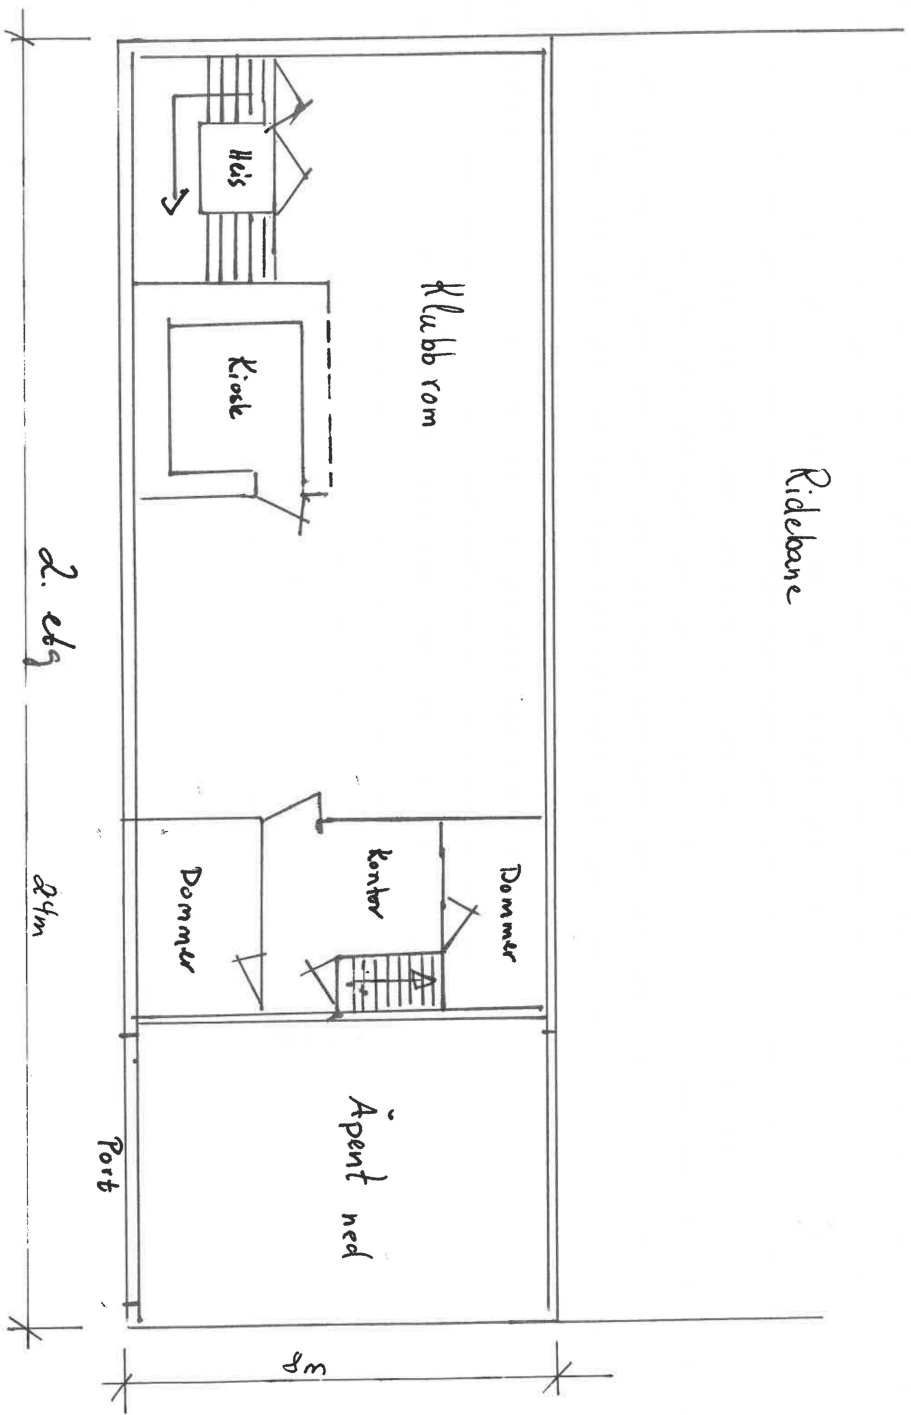 Ridebane
Klubb rom
Dommer
Kontor
Åpent ned
8m
Heis
Kiosk
Dommer
Port
2. etg
24m